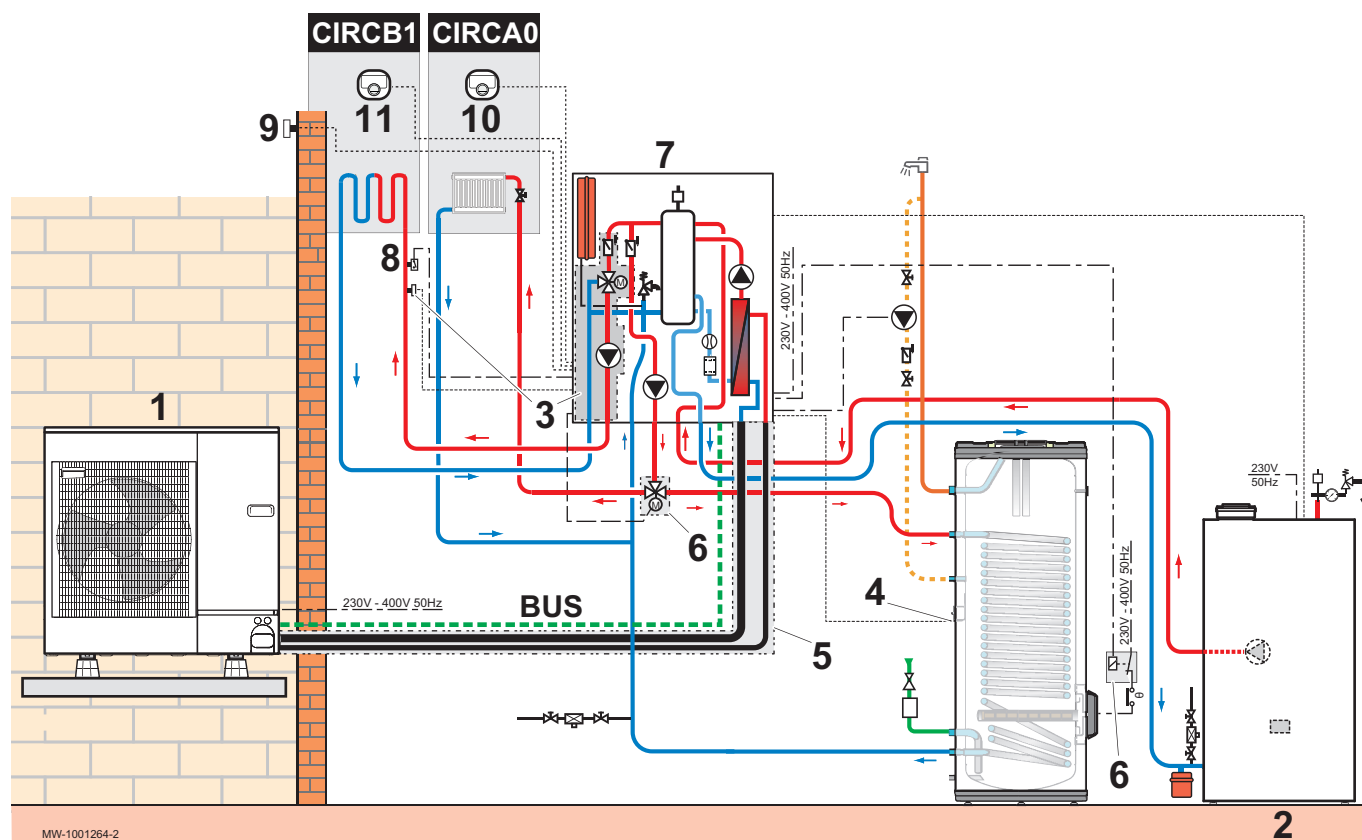 CIRCB1 CIRCA0
11 10
9
7
8
230V - 400V 50Hz
M
3
1
230V
50Hz
M
6
230V - 400V 50Hz
4
230V - 400V 50Hz
BUS
5
θ
6
2
MW-1001264-2